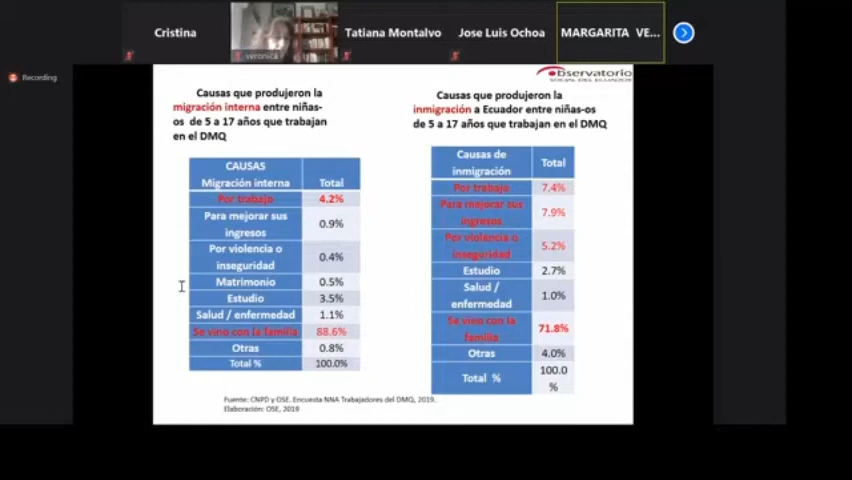 Cristina
veronica
Tatiana Montalvo
Jose Luis Ochoa
MARGARITA VE...
Recording
Observatorio
SOCIAL DEL ECUADOR
Causas que produjeron la
migración interna entre niñas-
os de 5 a 17 años que trabajan
en el DMQ
CAUSAS
Migración interna Total
Por trabajo 4.2%
Para mejorar sus
ingresos 0.9%
Por violencia o
inseguridad 0.4%
Matrimonio 0.5%
Estudio 3.5%
Salud / enfermedad 1.1%
Se vino con la familia 88.6%
Otras 0.8%
Total % 100.0%
Causas que produjeron la
inmigración a Ecuador entre niñas-os
de 5 a 17 años que trabajan en el DMQ
Causas de
inmigración Total
Por trabajo 7.4%
Para mejorar sus
ingresos 7.9%
Por violencia o
inseguridad 5.2%
Estudio 2.7%
Salud /
enfermedad 1.0%
Se vino con la
familia 71.8%
Otras 4.0%
Total % 100.0
%
Fuente: CNPD y OSE. Encuesta NNA Trabajadores del DMQ, 2019.
Elaboración: OSE, 2019